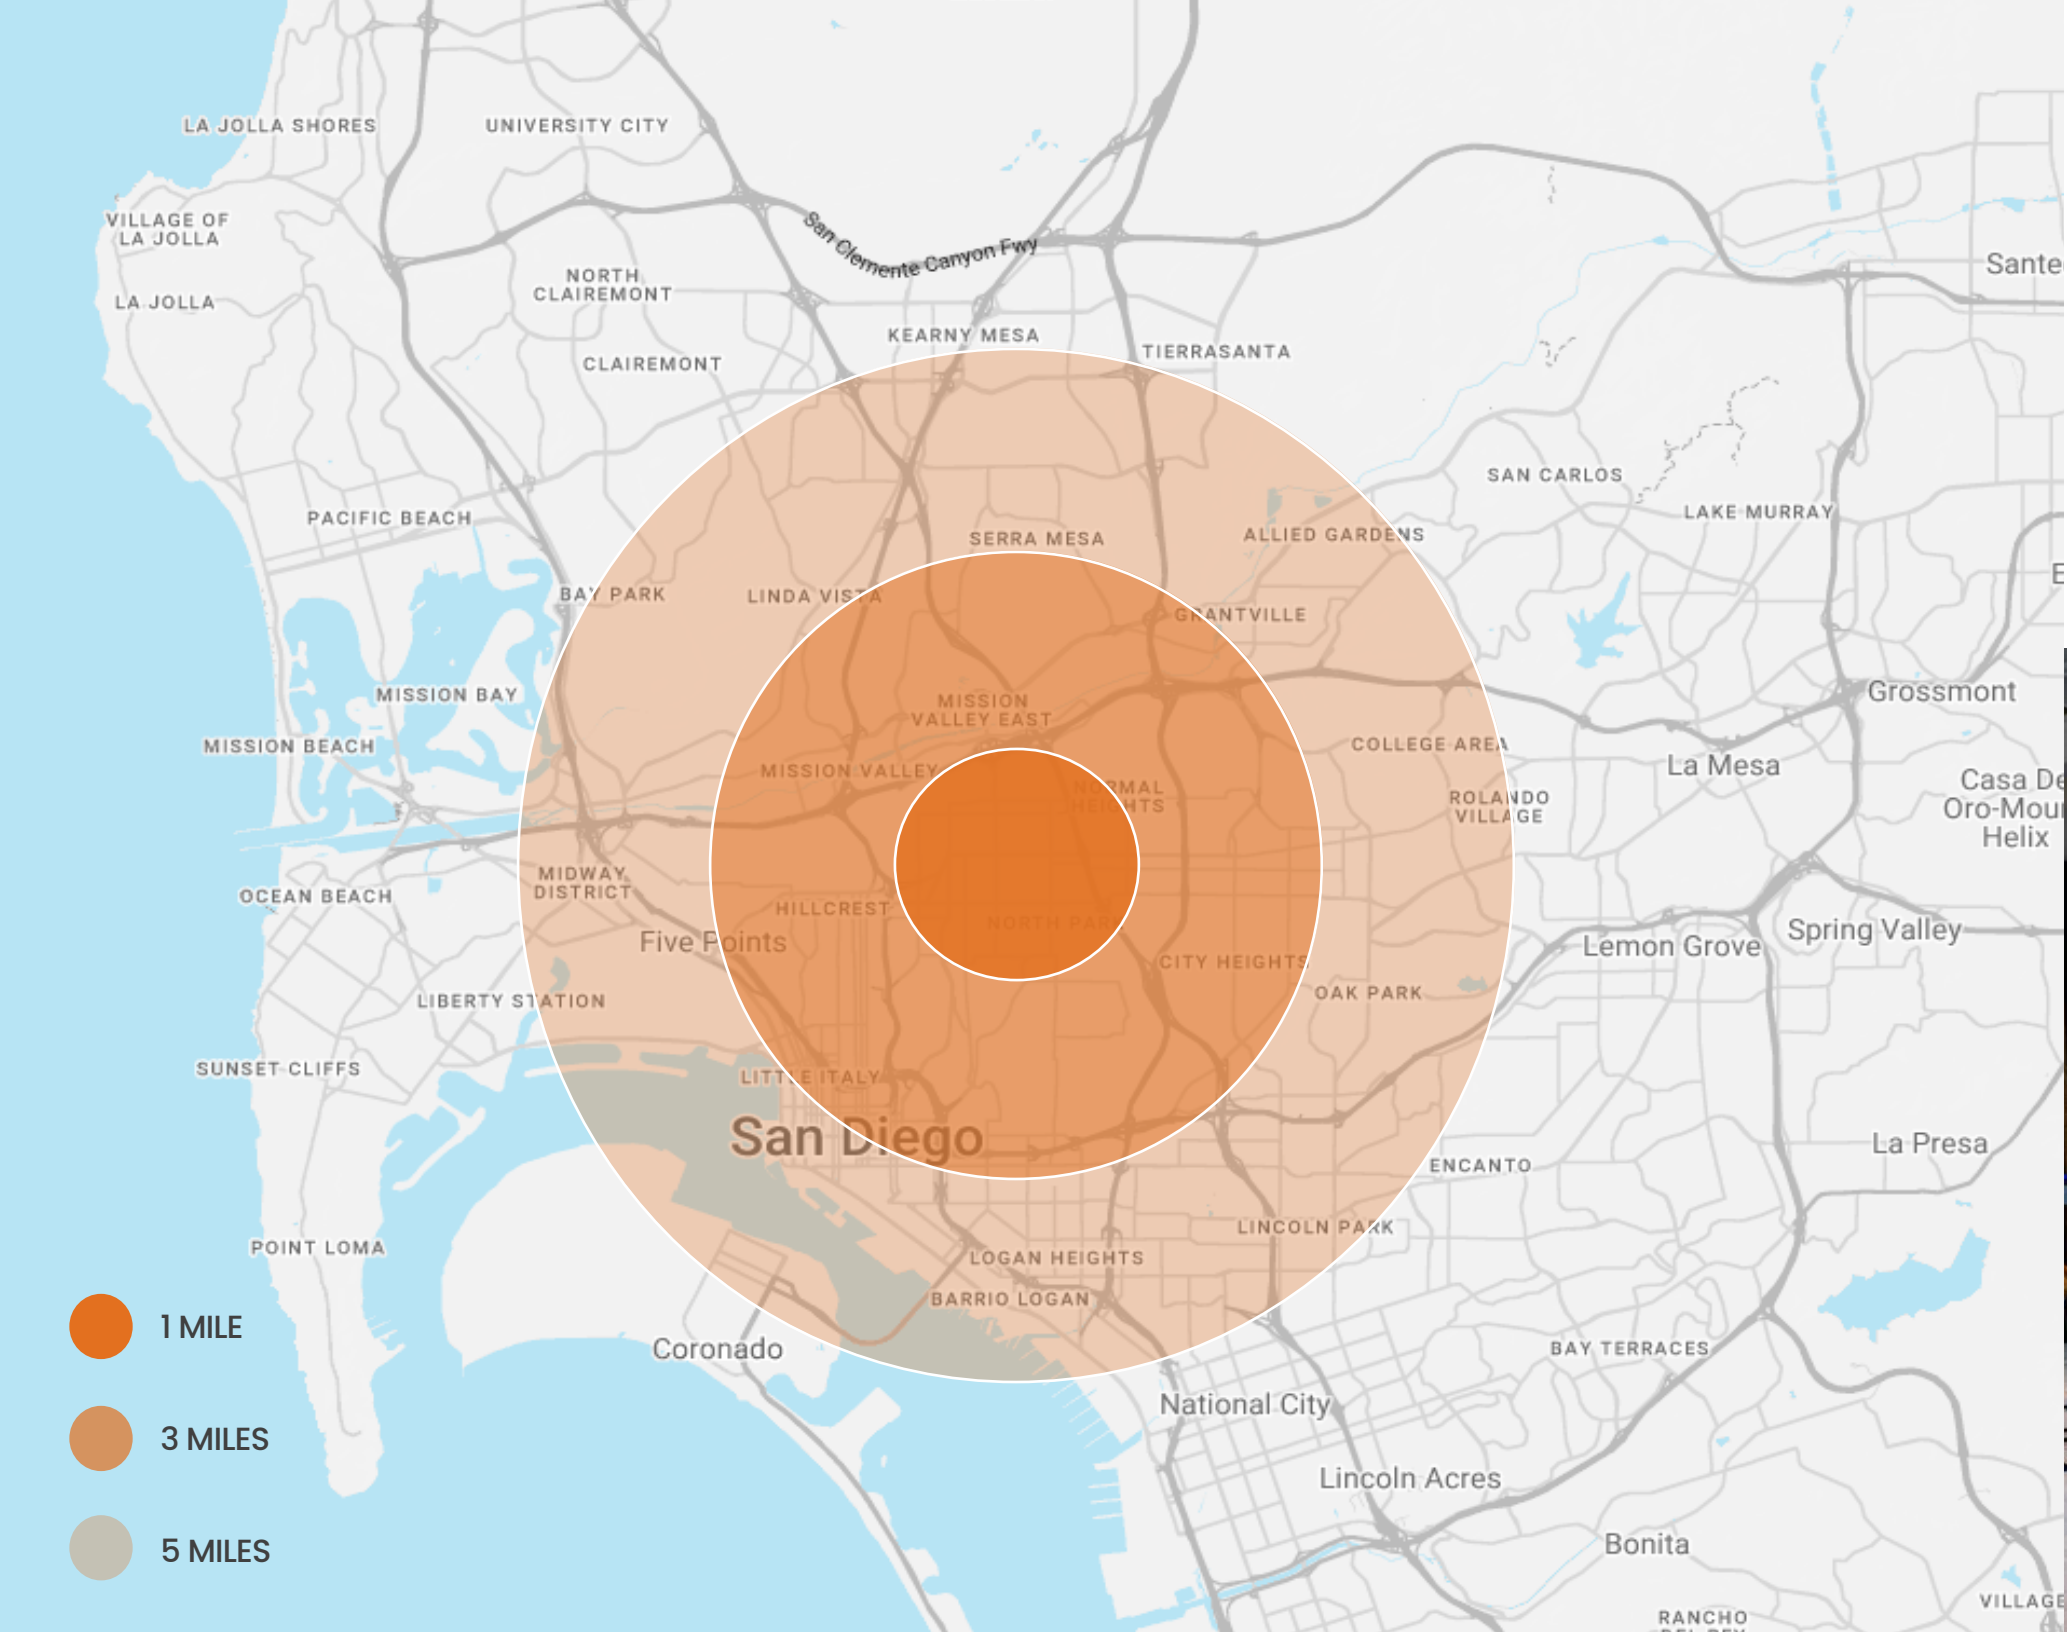 LA JOLLA SHORES
UNIVERSITY CITY
VILLAGE OF
LA JOLLA
San Clemente Canyon Fwy
Sante
NORTH
CLAIREMONT
LA JOLLA
KEARNY MESA
TIERRASANTA
CLAIREMONT
SAN CARLOS
LAKE MURRAY
PACIFIC BEACH
SERRA MESA
ALLIED GARDENS
E
BAY PARK
LINDA VISTA
GRANTVILLE
MISSION BAY
MISSION
VALLEY EAST
Grossmont
MISSION BEACH
COLLEGE AREA
La Mesa
MISSION VALLEY
NORMAL
HEIGHTS
ROLANDO
VILLAGE
Casa De
Oro-Mou
Helix
MIDWAY
DISTRICT
OCEAN BEACH
HILLCREST
NORTH PARK
Five Points
Lemon Grove
Spring Valley
CITY HEIGHTS
LIBERTY STATION
OAK PARK
SUNSET CLIFFS
LITTLE ITALY
San Diego
La Presa
ENCANTO
POINT LOMA
LINCOLN PARK
LOGAN HEIGHTS
BARRIO LOGAN
Coronado
BAY TERRACES
National City
Lincoln Acres
Bonita
VILLAGE
RANCHO
DEL REY
1 MILE
3 MILES
5 MILES